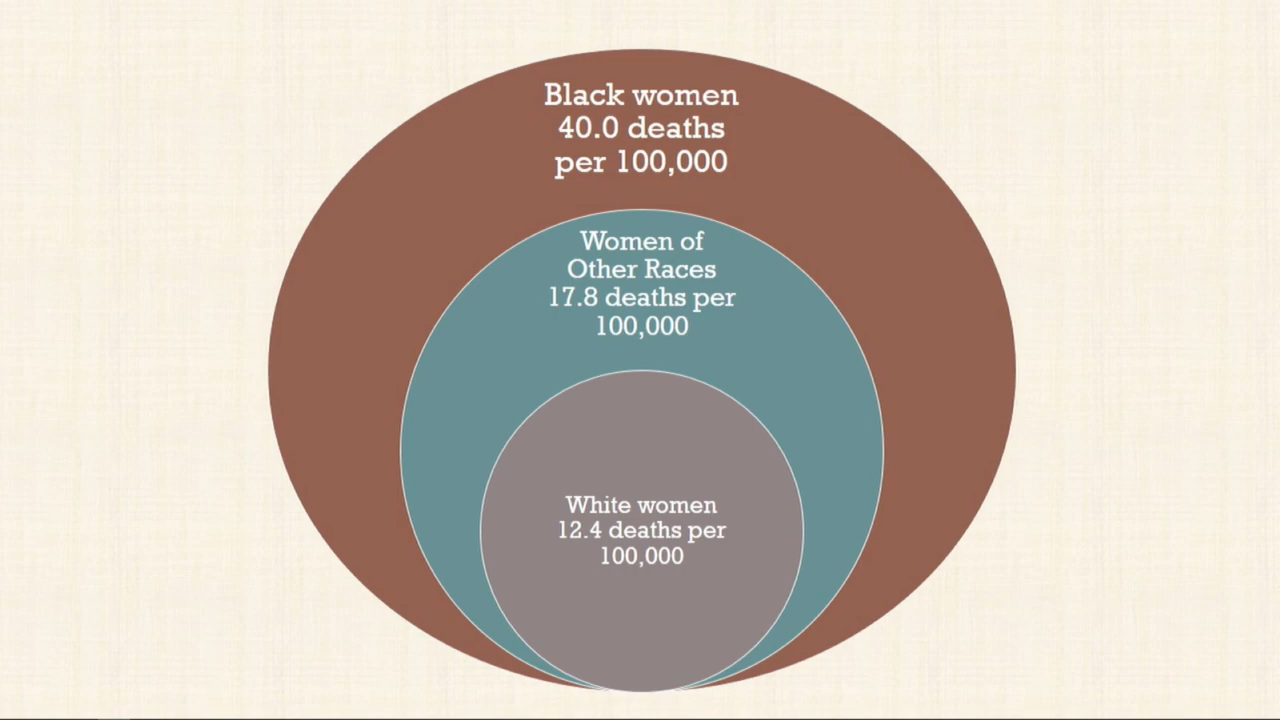 Black women
40.0 deaths
per 100,000
Women of
Other Races
17.8 deaths per
100,000
White women
12.4 deaths per
100,000